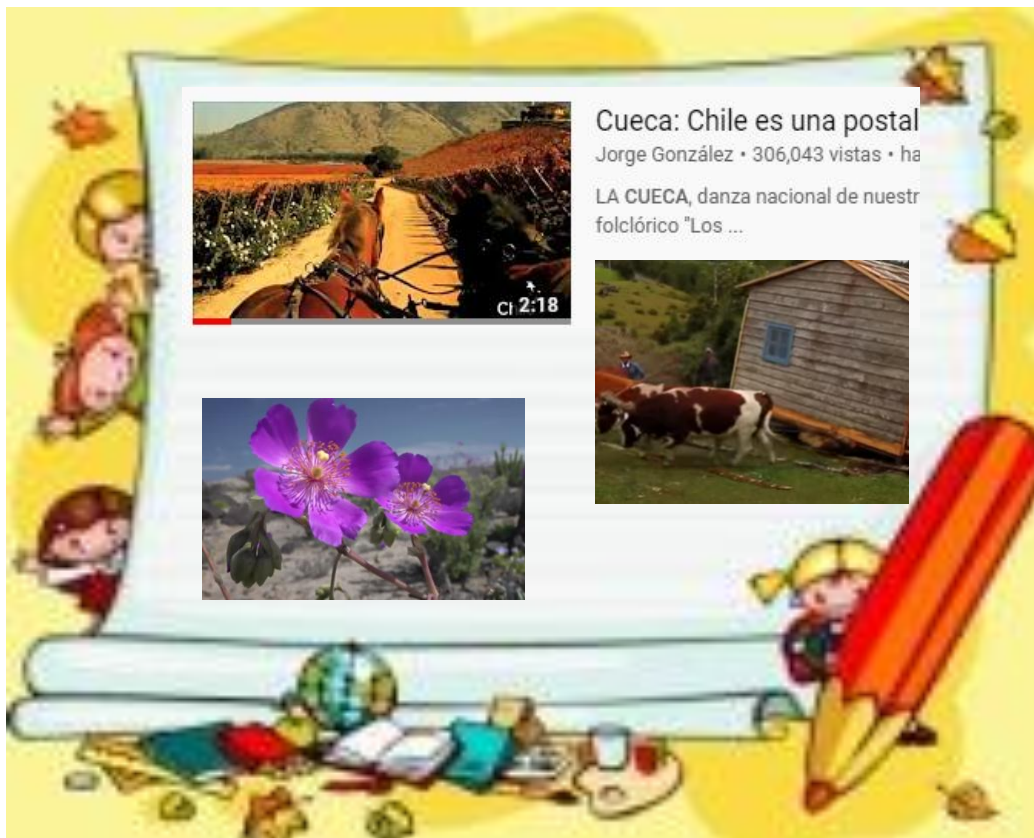 Cueca: Chile es una postal
Jorge González • 306,043 vistas • ha
LA CUECA, danza nacional de nuestr
folclórico "Los ...
Ch
2:18